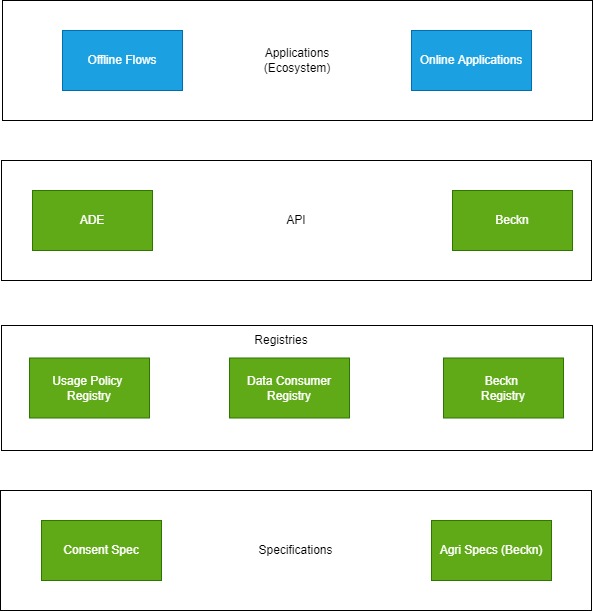 Offline Flows
Applications
(Ecosystem)
Online Applications
ADE
API
Beckn
Registries
Usage Policy
Registry
Data Consumer
Registry
Beckn
Registry
Consent Spec
Specifications
Agri Specs (Beckn)